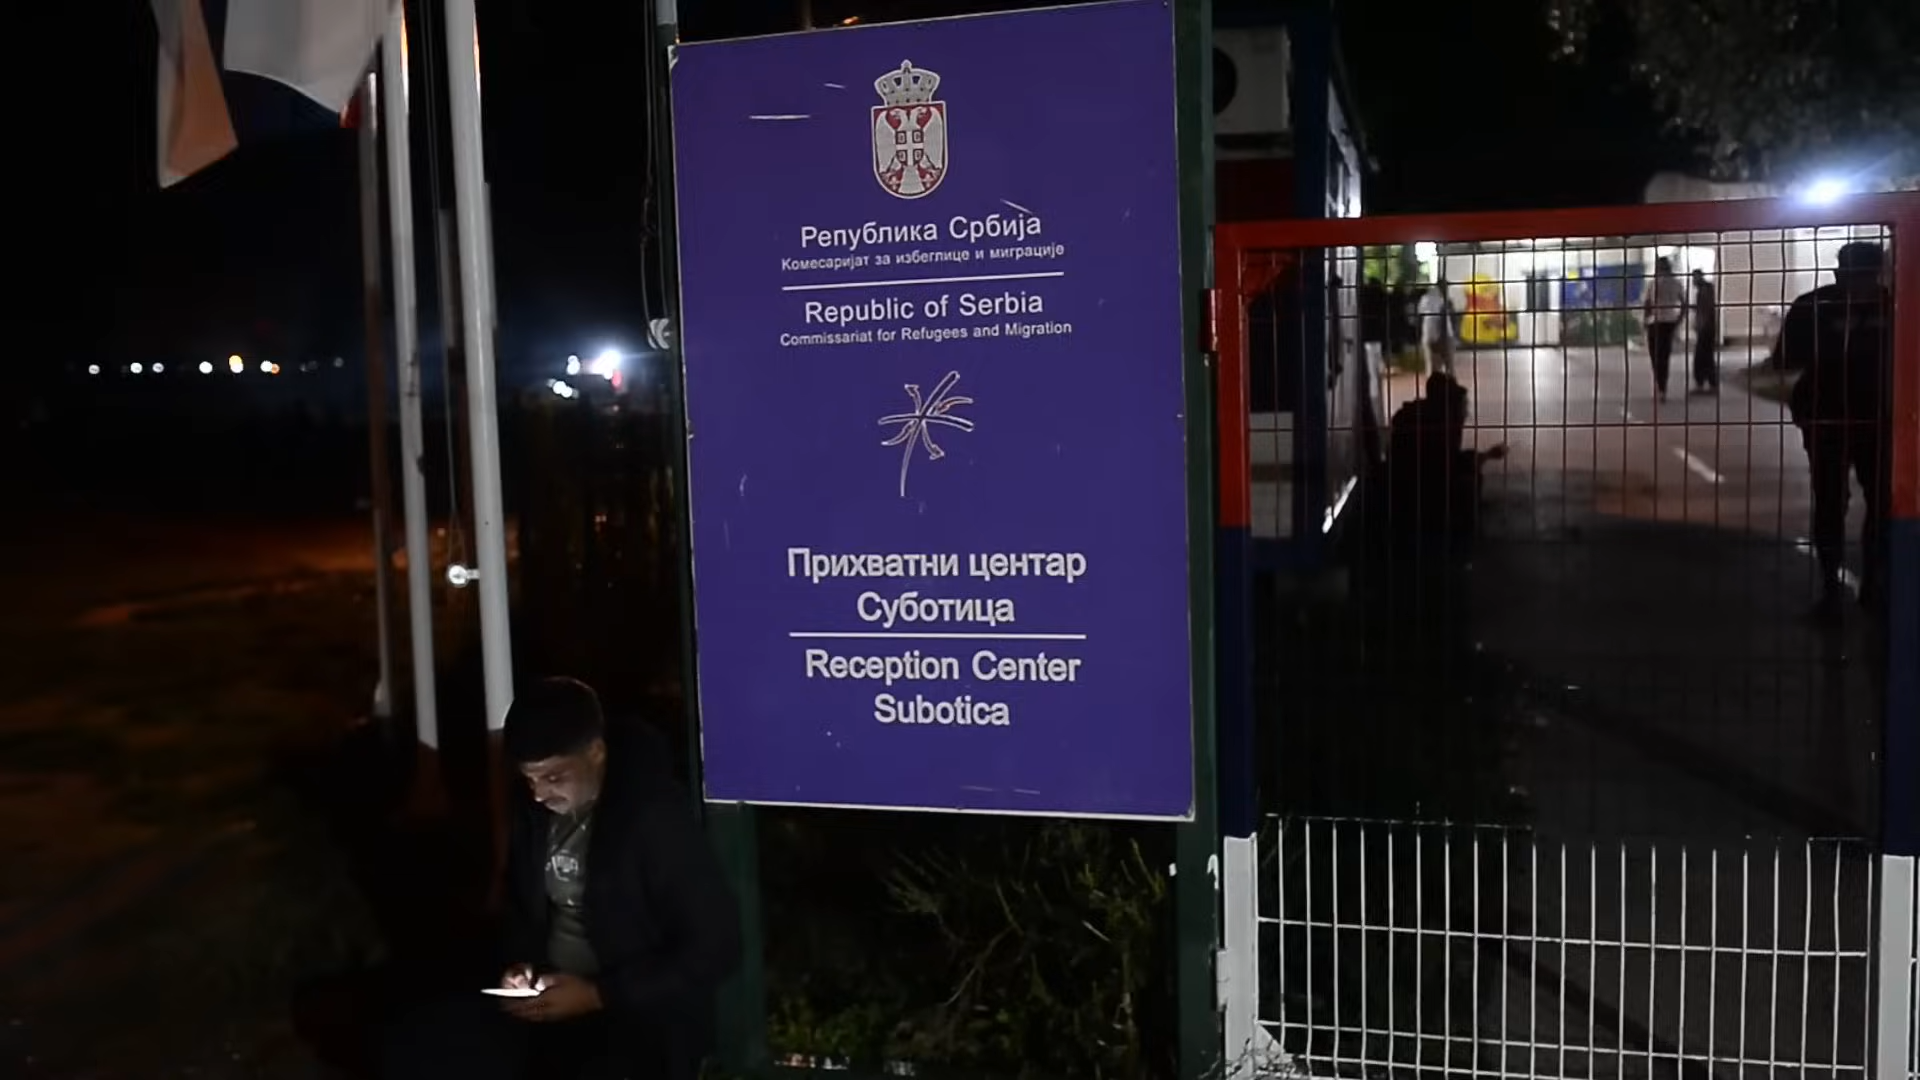 Република Србија
Комесаријат за избеглице и миграције
Republic of Serbia
Commissariat for Refugees and Migration
Прихватни центар
Суботица
Reception Center
Subotica